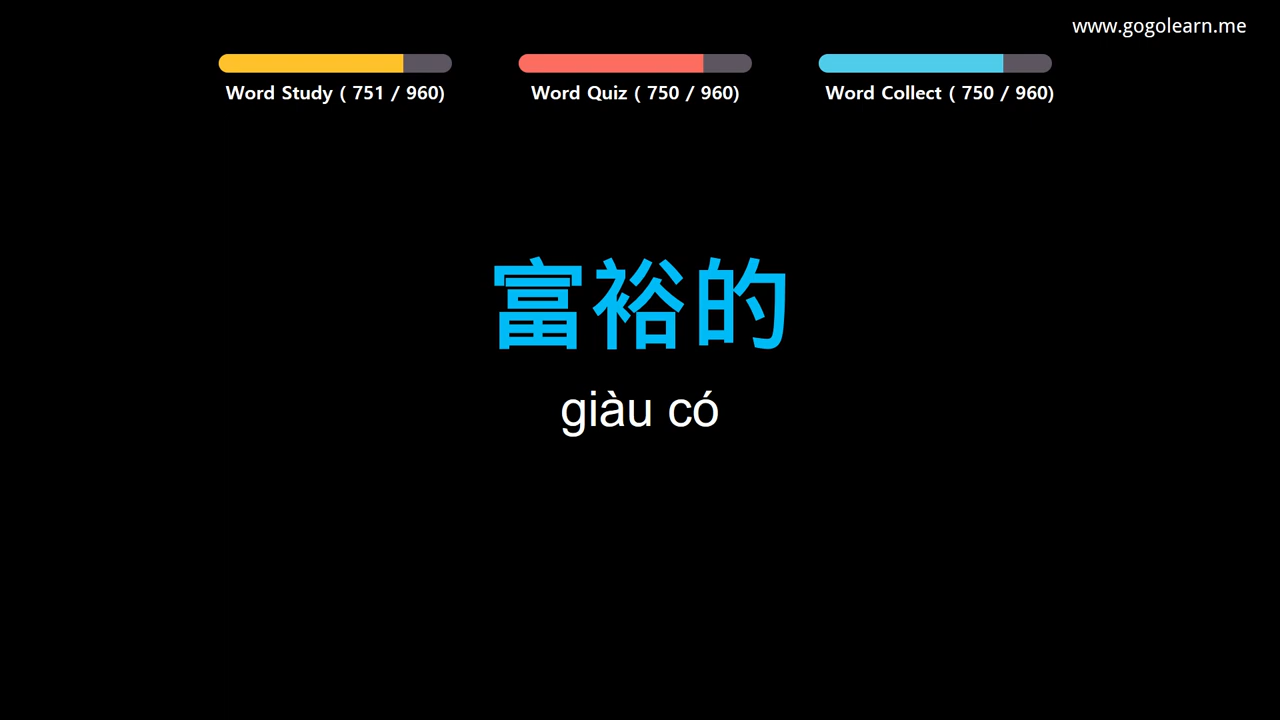 www.gogolearn.me
Word Study ( 751 / 960)
Word Quiz ( 750 / 960)
Word Collect ( 750 / 960)
富裕的
giàu có